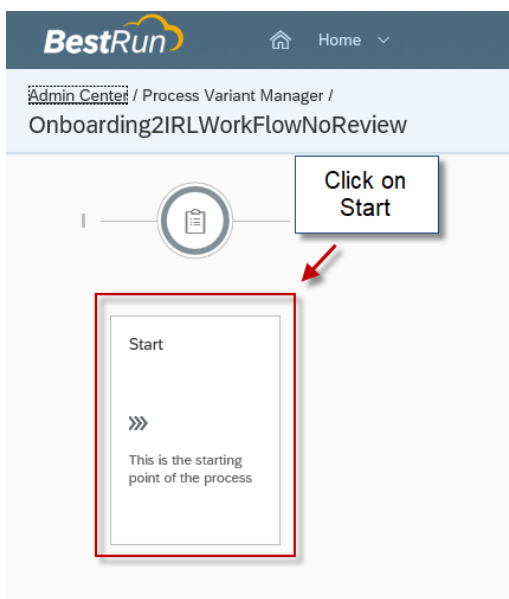 BestRun
Home
Admin Center / Process Variant Manager /
Onboarding2IRLWorkFlowNoReview
Click on
Start
Start
This is the starting
point of the process